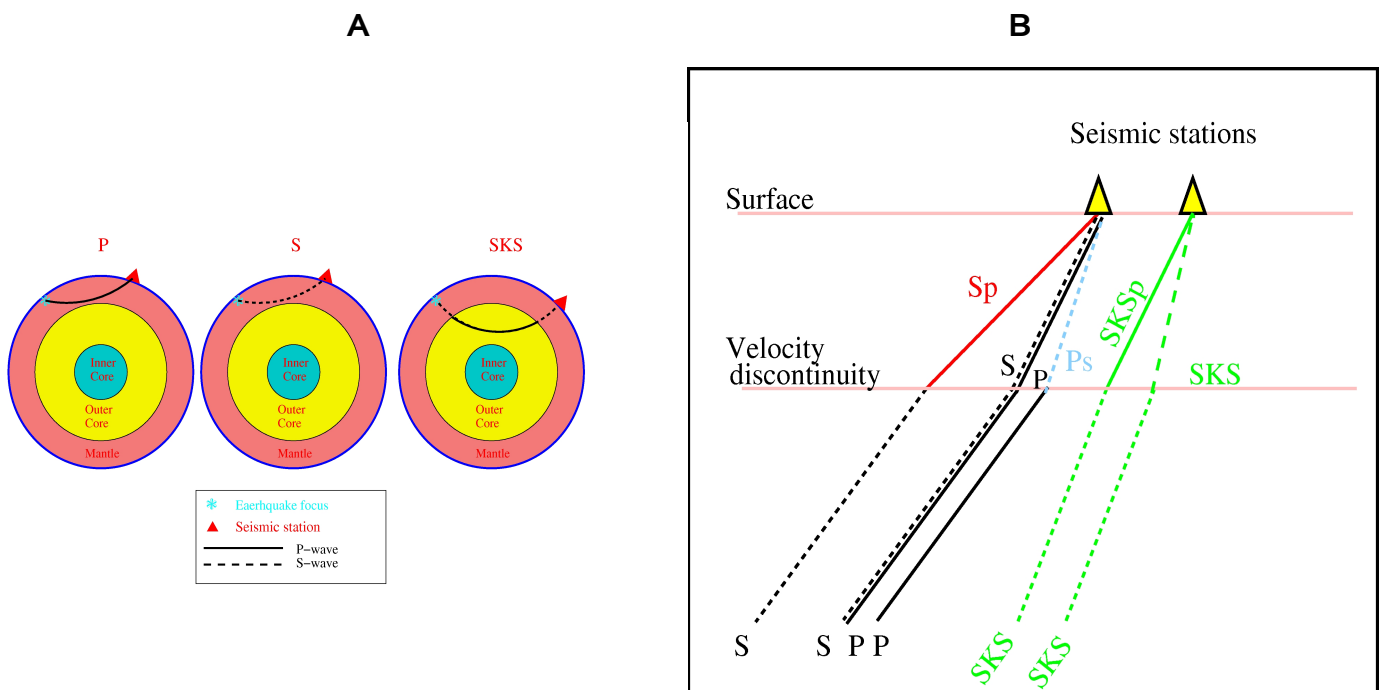 A
B
P
S
SKS
Inner
Core
Outer
Core
Mantle
Inner
Core
Outer
Core
Mantle
Inner
Core
Outer
Core
Mantle
Eaerhquake focus
Seismic station
P-wave
S-wave
Seismic stations
Surface
Sp
SKSp
Velocity
discontinuity
S
P
Ps
SKS
S
S
P
P
SKS
SKS